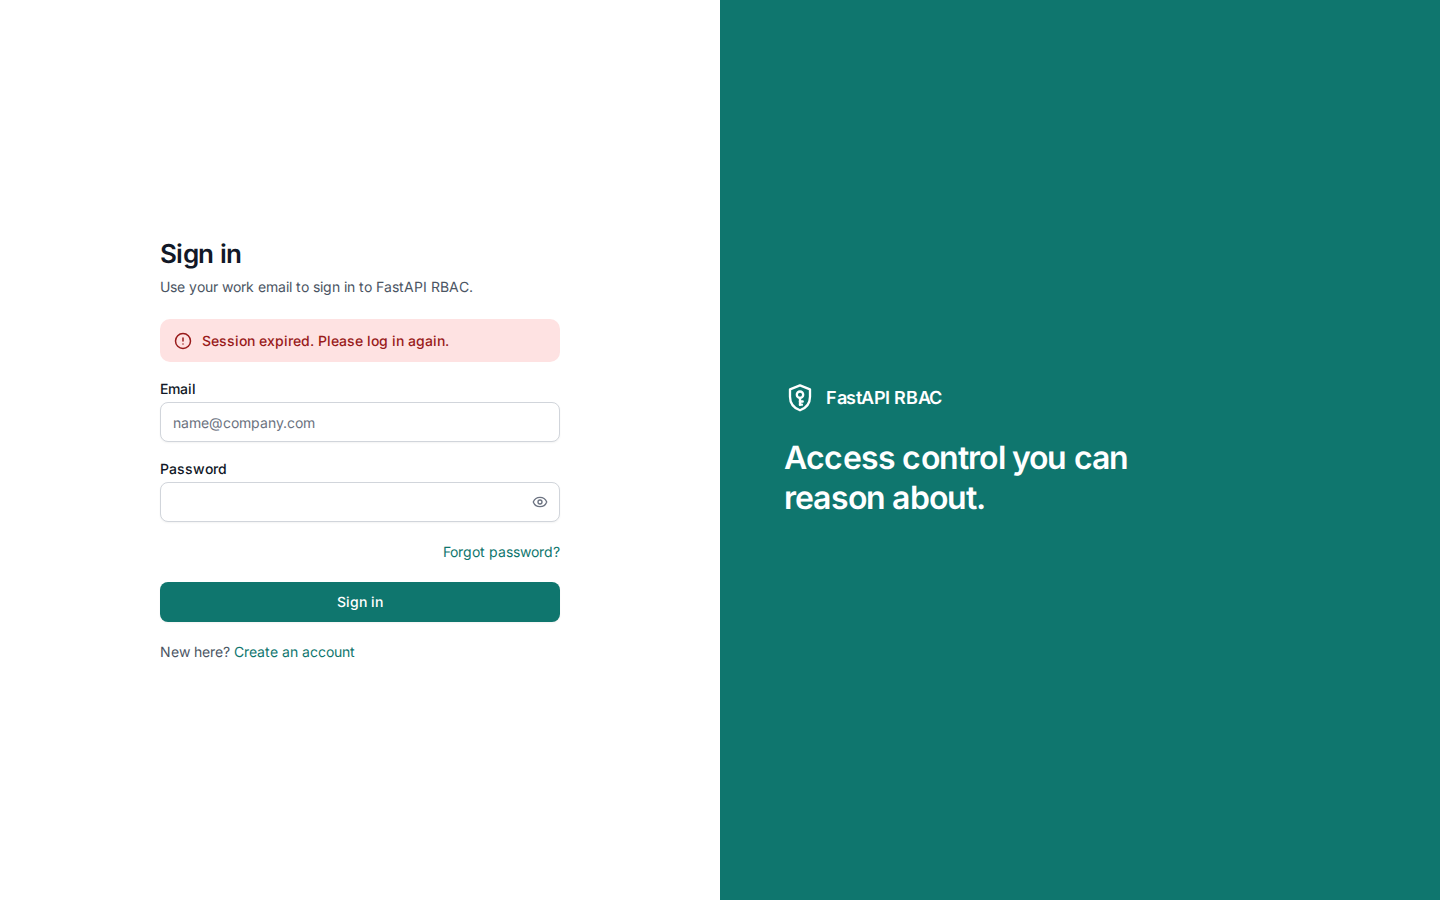 Sign in
Use your work email to sign in to FastAPI RBAC.
Session expired. Please log in again.
Email
name@company.com
Password
Forgot password?
Sign in
New here? Create an account
FastAPI RBAC
Access control you can
reason about.